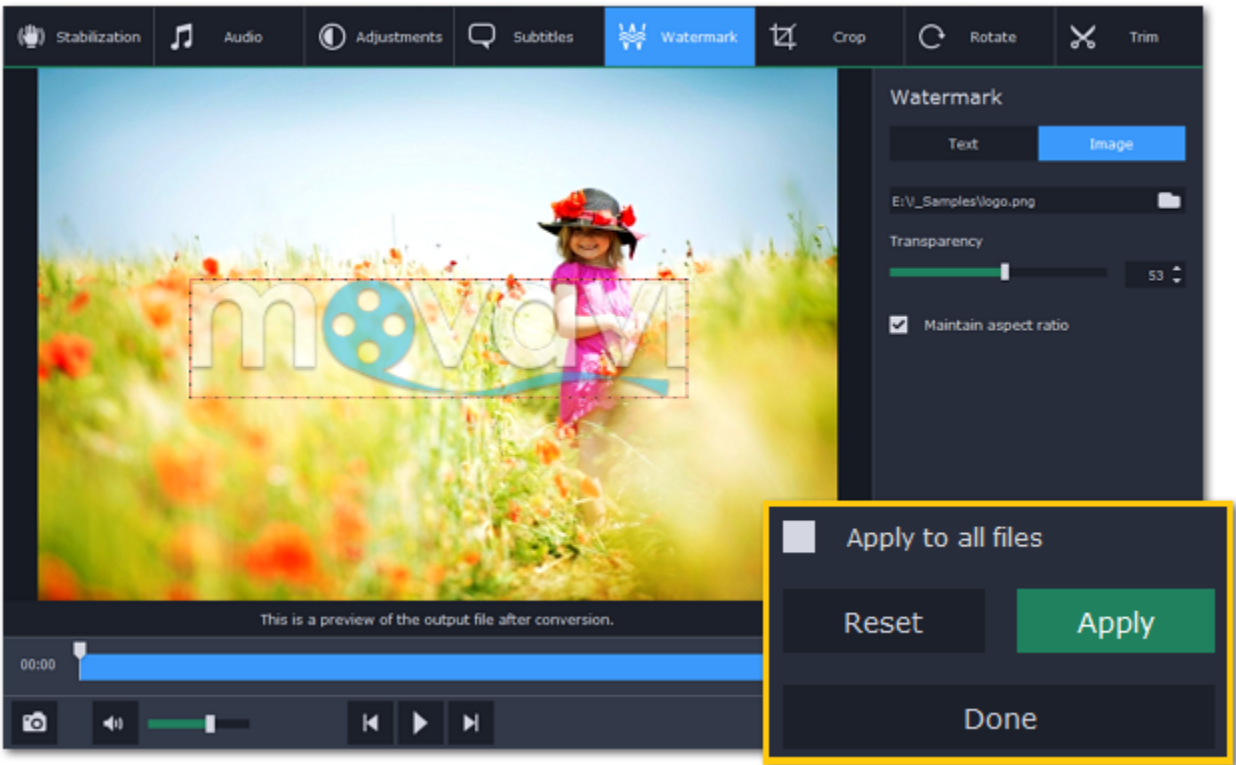 Stabilization
Audio
Adjustments
Subtitles
Watermark
Crop
Rotate
Trim
Watermark
Text
Image
E:\I_Samples\logo.png
Transparency
53
Maintain aspect ratio
movavi
Apply to all files
Reset
Apply
Done
This is a preview of the output file after conversion.
00:00